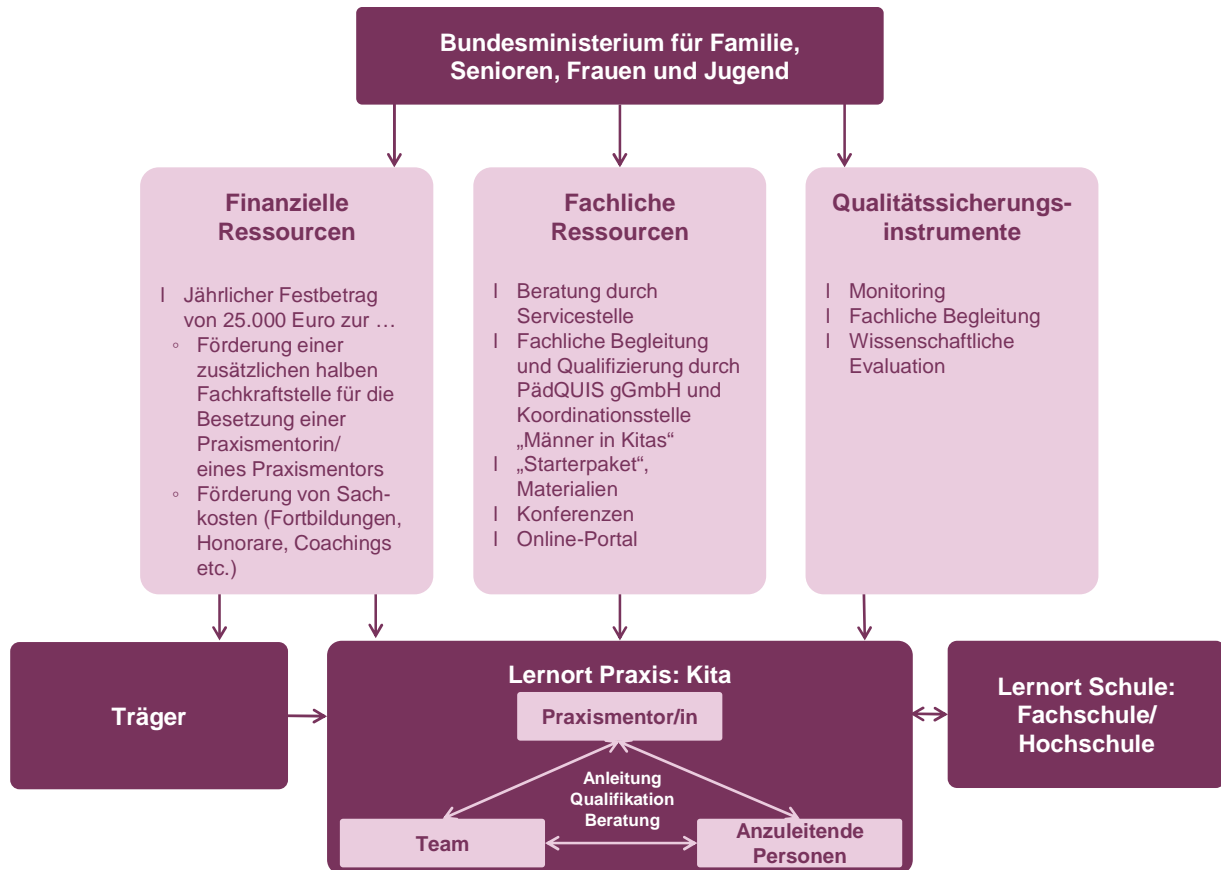 Bundesministerium für Familie,
Senioren, Frauen und Jugend
Finanzielle
Ressourcen
l Jährlicher Festbetrag
von 25.000 Euro zur …
◦ Förderung einer
zusätzlichen halben
Fachkraftstelle für die
Besetzung einer
Praxismentorin/
eines Praxismentors
◦ Förderung von Sach-
kosten (Fortbildungen,
Honorare, Coachings
etc.)
Fachliche
Ressourcen
l Beratung durch
Servicestelle
l Fachliche Begleitung
und Qualifizierung durch
PädQUIS gGmbH und
Koordinationsstelle
„Männer in Kitas“
l „Starterpaket“,
Materialien
l Konferenzen
l Online-Portal
Qualitätssicherungs-
instrumente
l Monitoring
l Fachliche Begleitung
l Wissenschaftliche
Evaluation
Träger
Lernort Praxis: Kita
Praxismentor/in
Anleitung
Qualifikation
Beratung
Team
Anzuleitende
Personen
Lernort Schule:
Fachschule/
Hochschule